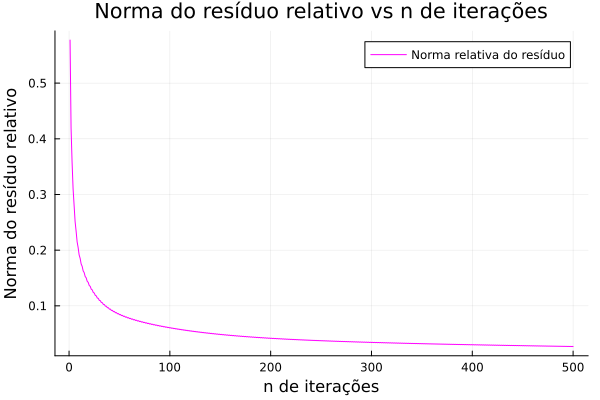 Norma do resíduo relativo vs n de iterações
Norma relativa do resíduo
Norma do resíduo relativo
0.5
0.4
0.3
0.2
0.1
0 100 200 300 400 500
n de iterações